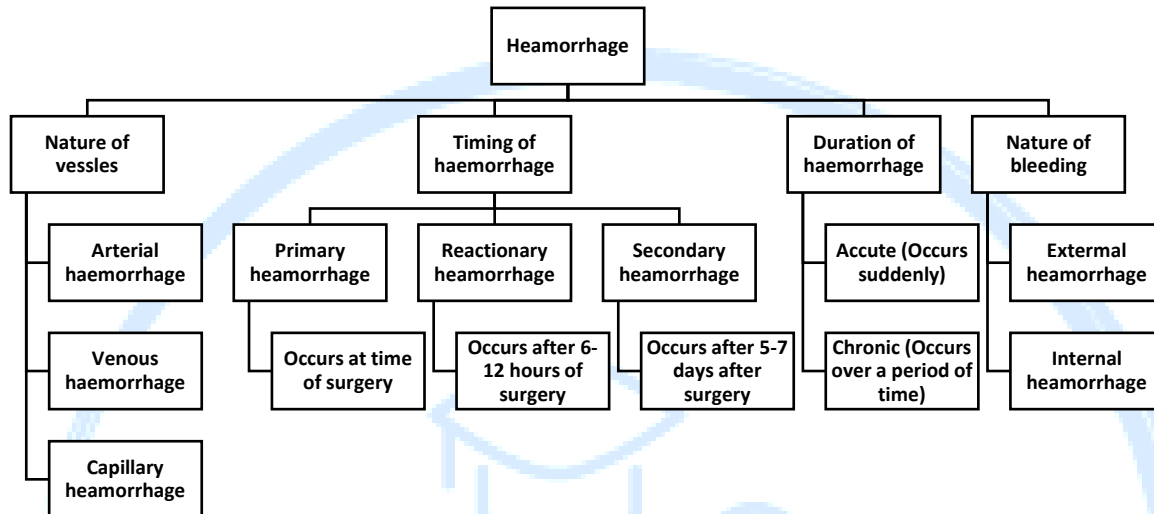 Heamorrhage
Nature of
vessles
Timing of
haemorrhage
Duration of
haemorrhage
Nature of
bleeding
Arterial
haemorrhage
Venous
haemorrhage
Capillary
heamorrhage
Primary
heamorrhage
Occurs at time
of surgery
Reactionary
heamorrhage
Occurs after 6-
12 hours of
surgery
Secondary
heamorrhage
Occurs after 5-7
days after
surgery
Accute (Occurs
suddenly)
Chronic (Occurs
over a period of
time)
Extermal
heamorrhage
Internal
heamorrhage